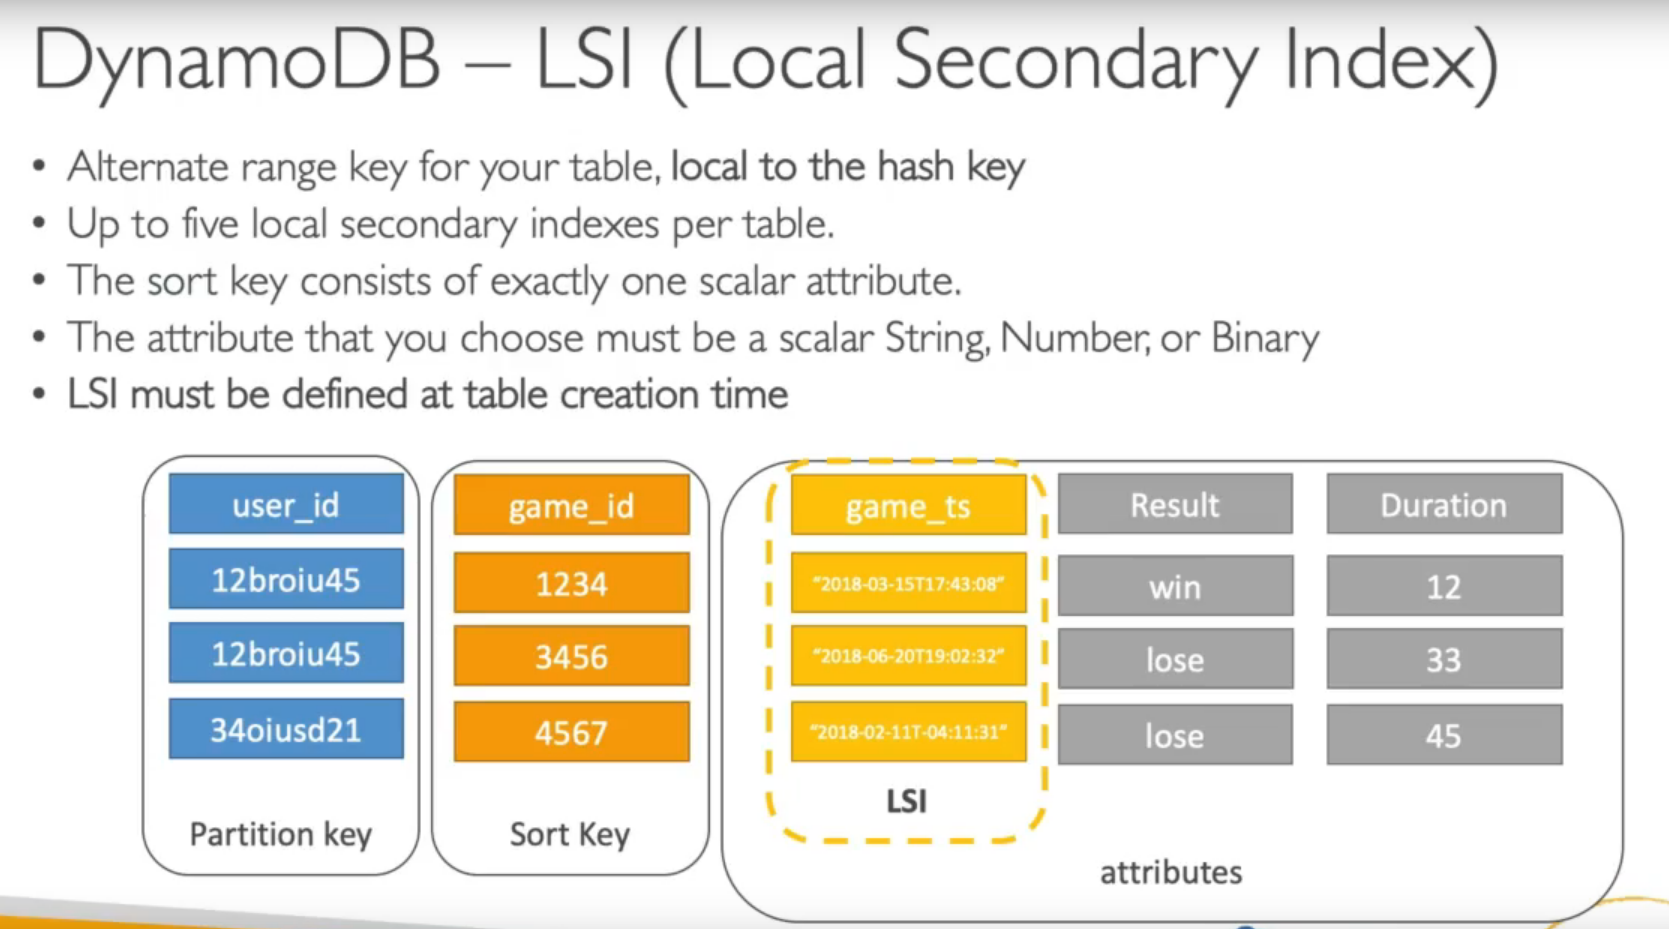 DynamoDB – LSI (Local Secondary Index)
• Alternate range key for your table, local to the hash key
• Up to five local secondary indexes per table.
• The sort key consists of exactly one scalar attribute.
• The attribute that you choose must be a scalar String, Number, or Binary
• LSI must be defined at table creation time
user_id game_id game_ts Result Duration
12broiu45 1234 "2018-03-15T17:43:08" win 12
12broiu45 3456 "2018-06-20T19:02:32" lose 33
34oiusd21 4567 "2018-02-11T-04:11:31" lose 45
LSI
Partition key Sort Key
attributes